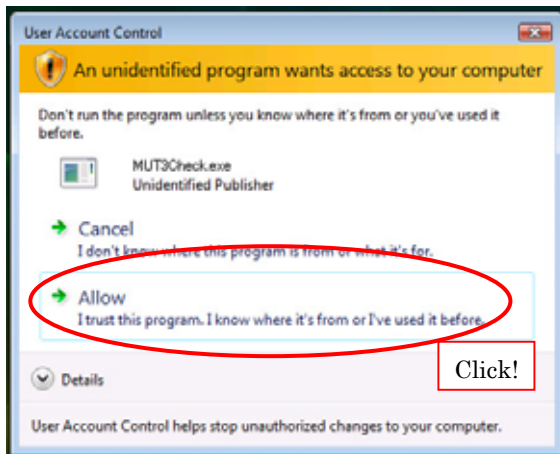 User Account Control
An unidentified program wants access to your computer
Don't run the program unless you know where it's from or you've used it
before.
MUT3Check.exe
Unidentified Publisher
Cancel
I don't know where this program is from or what it's for.
Allow
I trust this program. I know where it's from or I've used it before.
Click!
Details
User Account Control helps stop unauthorized changes to your computer.